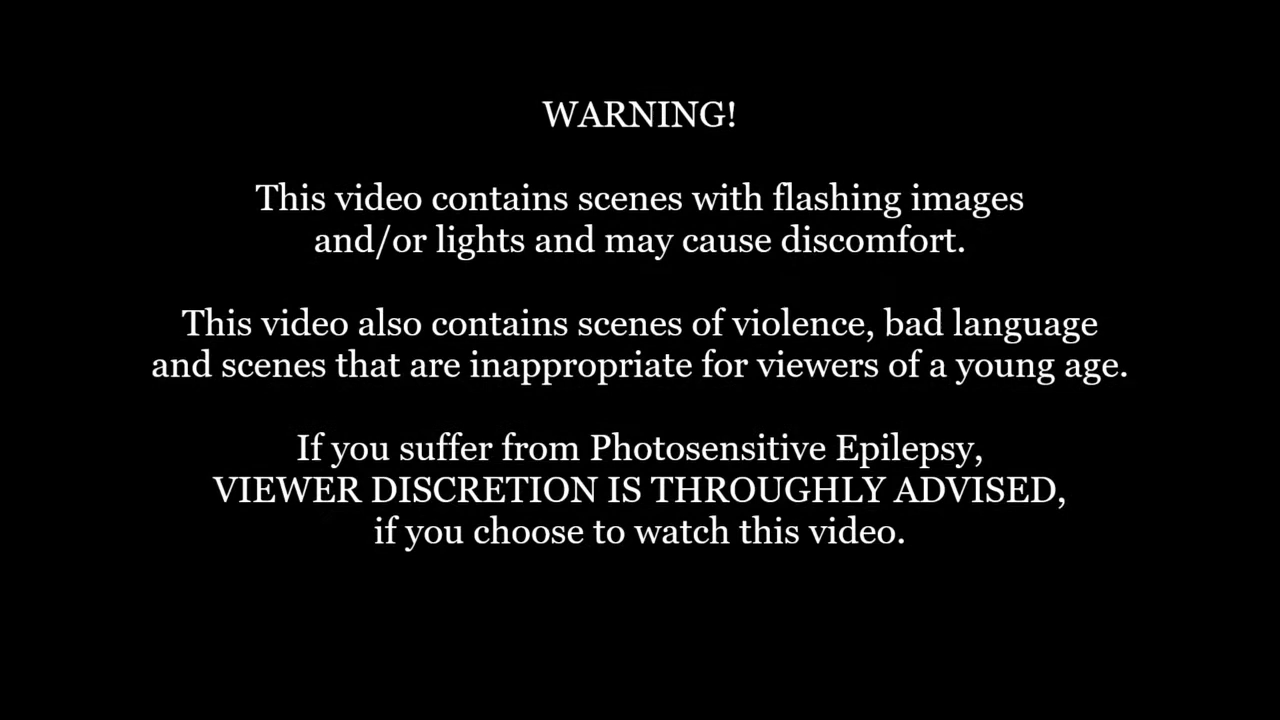 WARNING!
This video contains scenes with flashing images
and/or lights and may cause discomfort.
This video also contains scenes of violence, bad language
and scenes that are inappropriate for viewers of a young age.
If you suffer from Photosensitive Epilepsy,
VIEWER DISCRETION IS THROUGHLY ADVISED,
if you choose to watch this video.